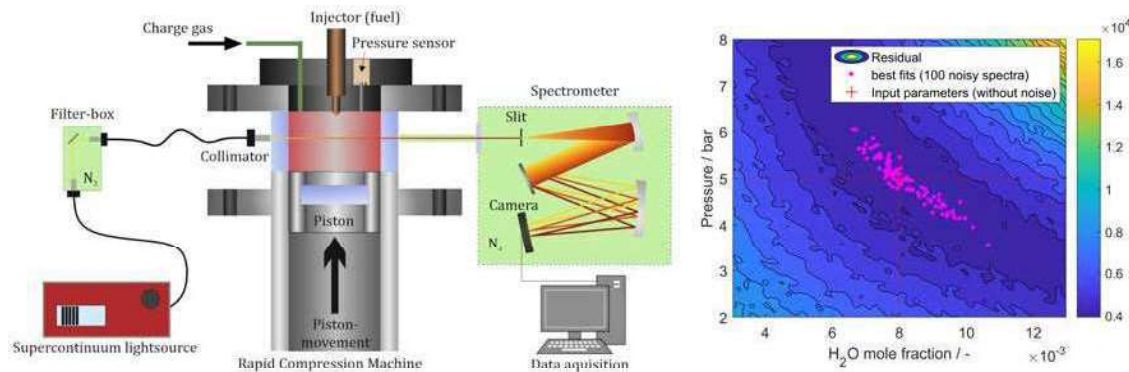 Injector (fuel)
Charge gas
Pressure sensor
Filter-box
N₂
Collimator
Spectrometer
Slit
Camera
N₂
Piston
Piston-
movement
Supercontinuum lightsource
Rapid Compression Machine
Data aquisition
×10⁴
8
7
6
5
4
3
2
Pressure / bar
Residual
best fits (100 noisy spectra)
Input parameters (without noise)
1.6
1.4
1.2
1
0.8
0.6
0.4
4
6
8
10
12
H₂O mole fraction / -
×10⁻³